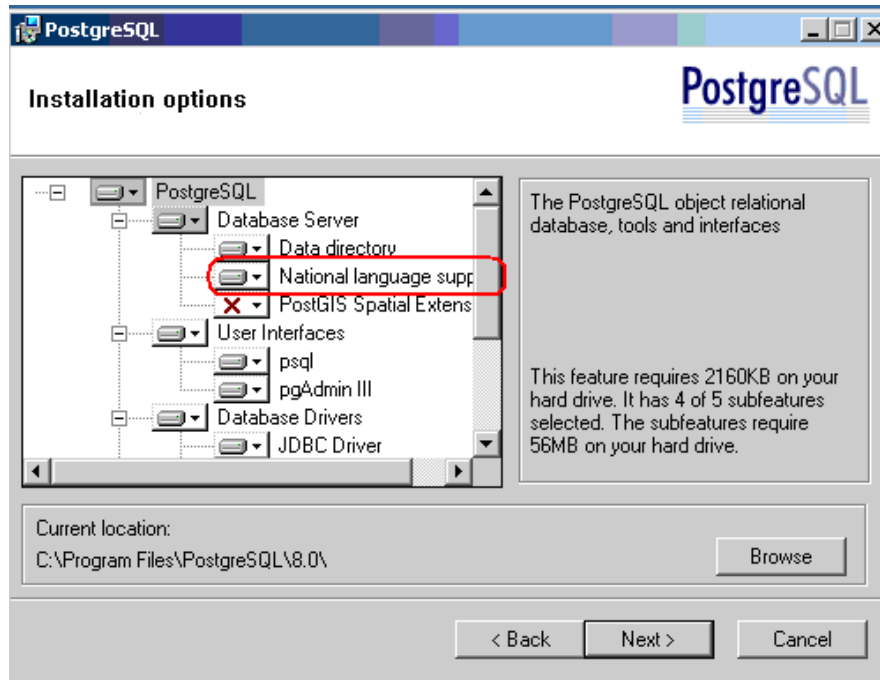 PostgreSQL
Installation options
PostgreSQL
PostgreSQL
Database Server
Data directory
National language supp
PostGIS Spatial Extens
User Interfaces
psql
pgAdmin III
Database Drivers
JDBC Driver
The PostgreSQL object relational
database, tools and interfaces
This feature requires 2160KB on your
hard drive. It has 4 of 5 subfeatures
selected. The subfeatures require
56MB on your hard drive.
Current location:
C:\Program Files\PostgreSQL\8.0\
Browse
< Back
Next >
Cancel